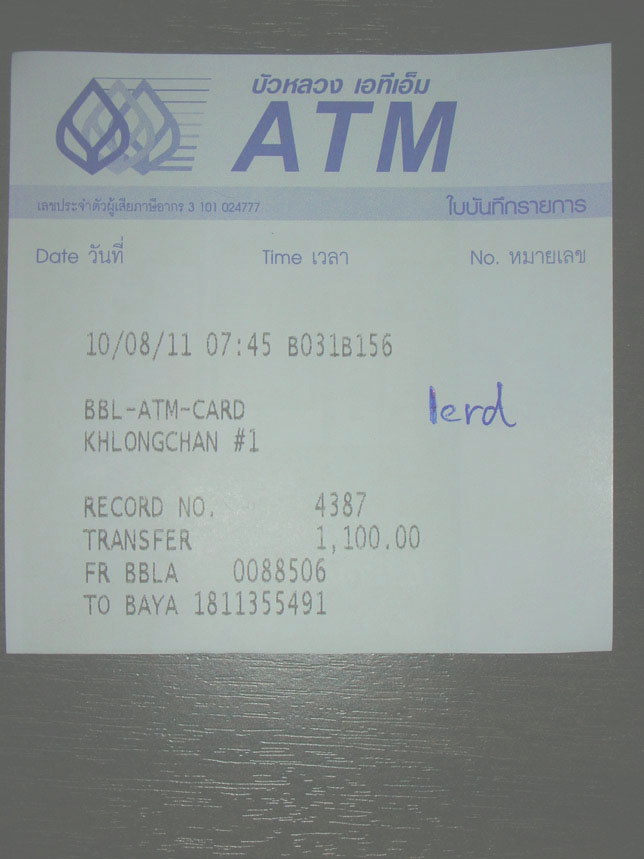 บัวหลวง เอทีเอ็ม
ATM
เลขประจำตัวผู้เสียภาษีอากร 3 101 024777 ใบบันทึกรายการ
Date วันที่ Time เวลา No. หมายเลข
10/08/11 07:45 B031B156
BBL-ATM-CARD
lerd
KHLONGCHAN #1
RECORD NO. 4387
TRANSFER 1,100.00
FR BBLA 0088506
TO BAYA 1811355491